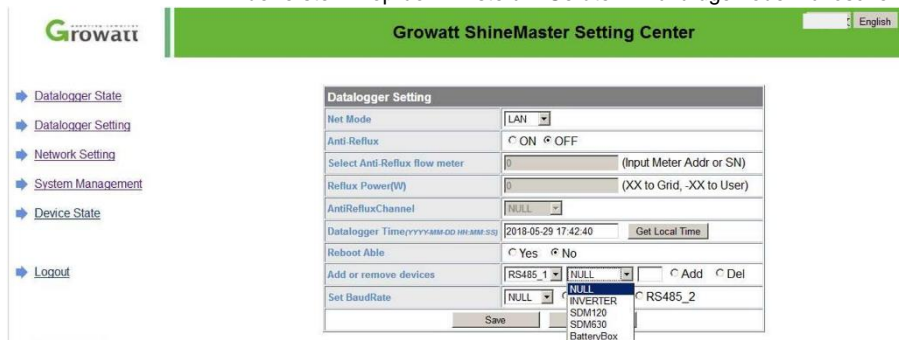 Growatt
Growatt ShineMaster Setting Center
English
Datalogger State
Datalogger Setting
Network Setting
System Management
Device State
Logout
Datalogger Setting
Net Mode LAN
Anti-Reflux ON OFF
Select Anti-Reflux flow meter 0 (Input Meter Addr or SN)
Reflux Power(W) 0 (XX to Grid, -XX to User)
AntiRefluxChannel NULL
Datalogger Time(YYYY-MM-DD HH:MM:SS) 2018-05-29 17:42:40 Get Local Time
Reboot Able Yes No
Add or remove devices RS485_1 NULL Add Del
NULL
INVERTER
SDM120
SDM630
BatteryBox
Set BaudRate NULL RS485_2
Save